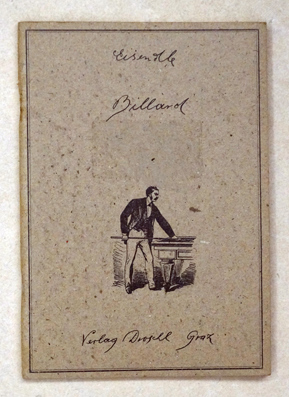 Eisendle
Billard
Verlag Droschl Graz